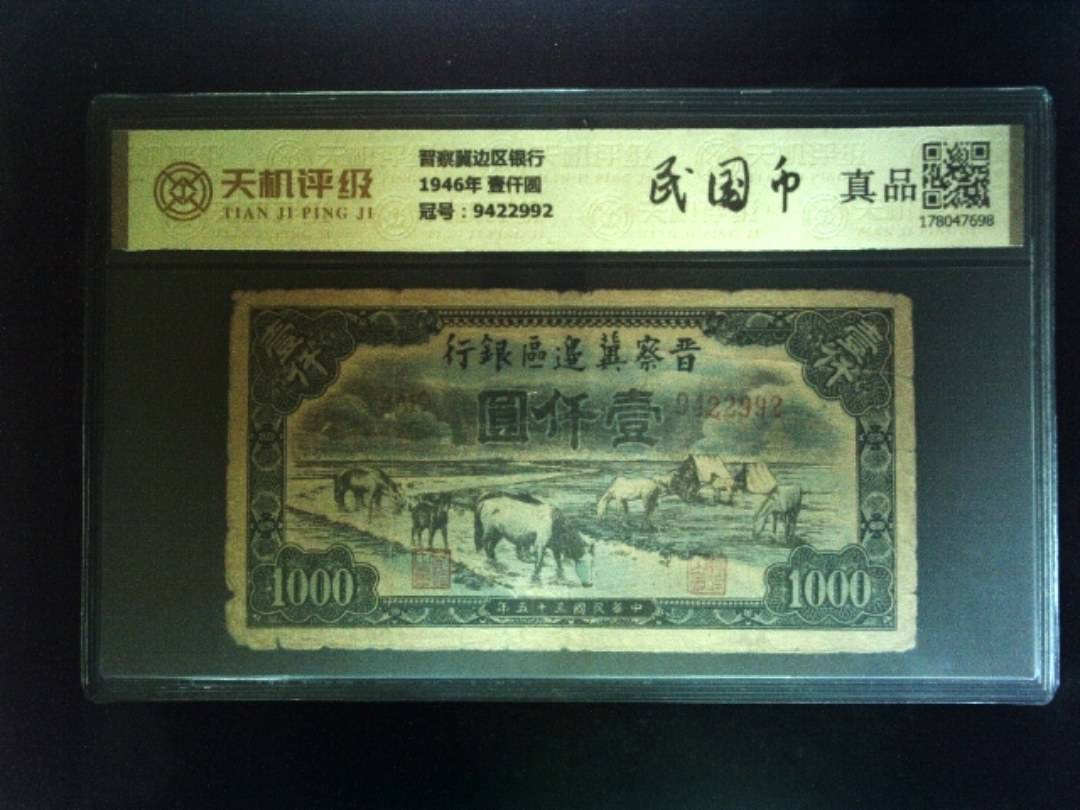 天机评级
TIAN JI PING JI
晋察冀边区银行
1946年 壹仟圆
冠号：9422992
民国币
真品
178047698
行銀區邊冀察晋
圓仟壹
9422992
壹仟
壹仟
1000
1000
年五十三國民華中